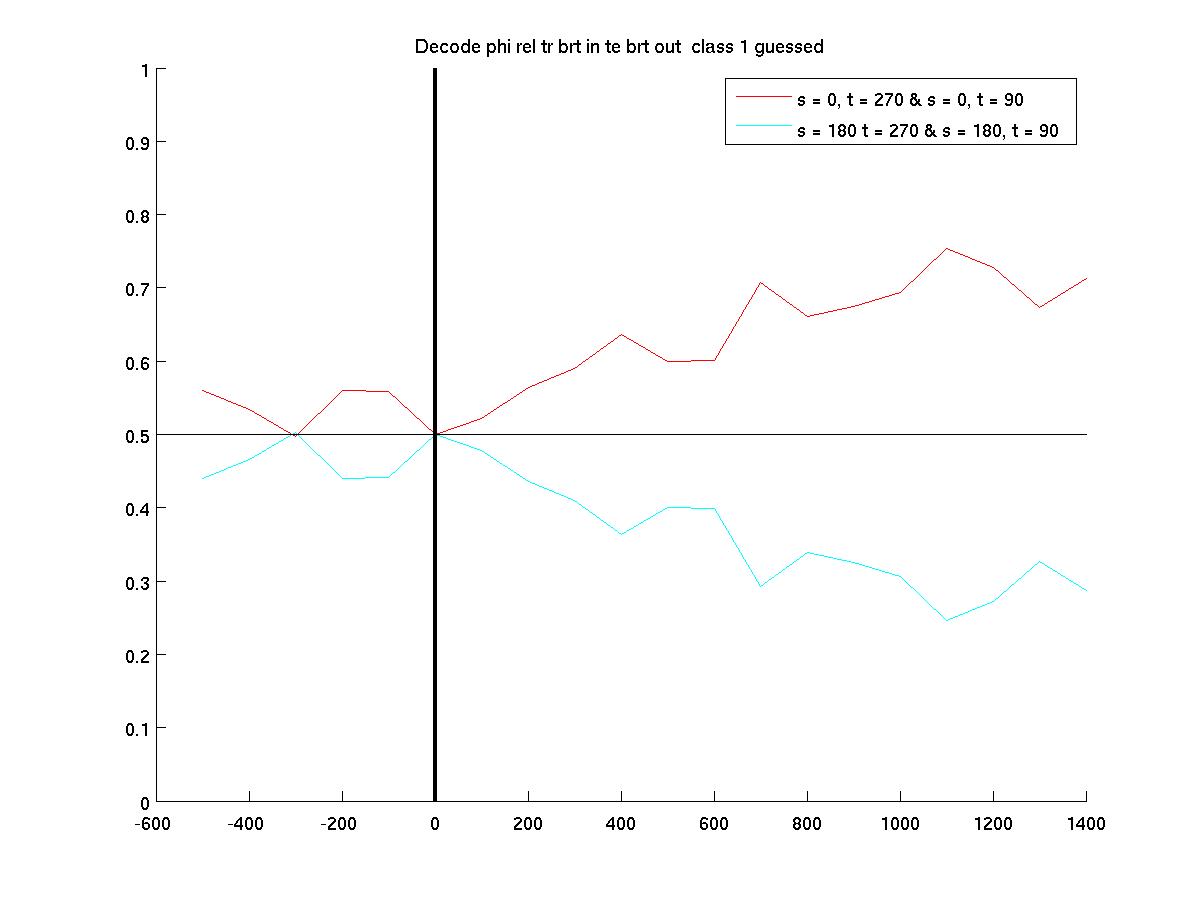 Decode phi rel tr brt in te brt out  class 1 guessed
s = 0, t = 270 & s = 0, t = 90
s = 180 t = 270 & s = 180, t = 90
1
0.9
0.8
0.7
0.6
0.5
0.4
0.3
0.2
0.1
0
-600 -400 -200 0 200 400 600 800 1000 1200 1400